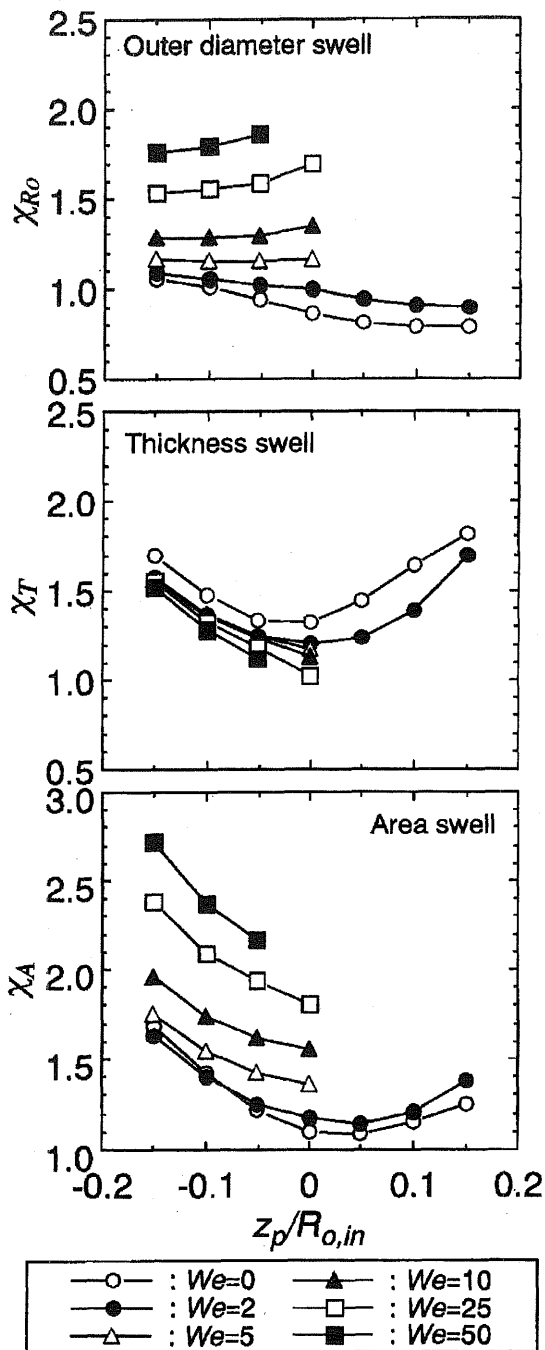 2.5
Outer diameter swell
2.0
χRo
1.5
1.0
0.5
2.5
Thickness swell
2.0
χT
1.5
1.0
0.5
3.0
Area swell
2.5
χA
2.0
1.5
1.0
-0.2 -0.1 0 0.1 0.2
zp/Ro,in
: We=0 : We=10
: We=2 : We=25
: We=5 : We=50